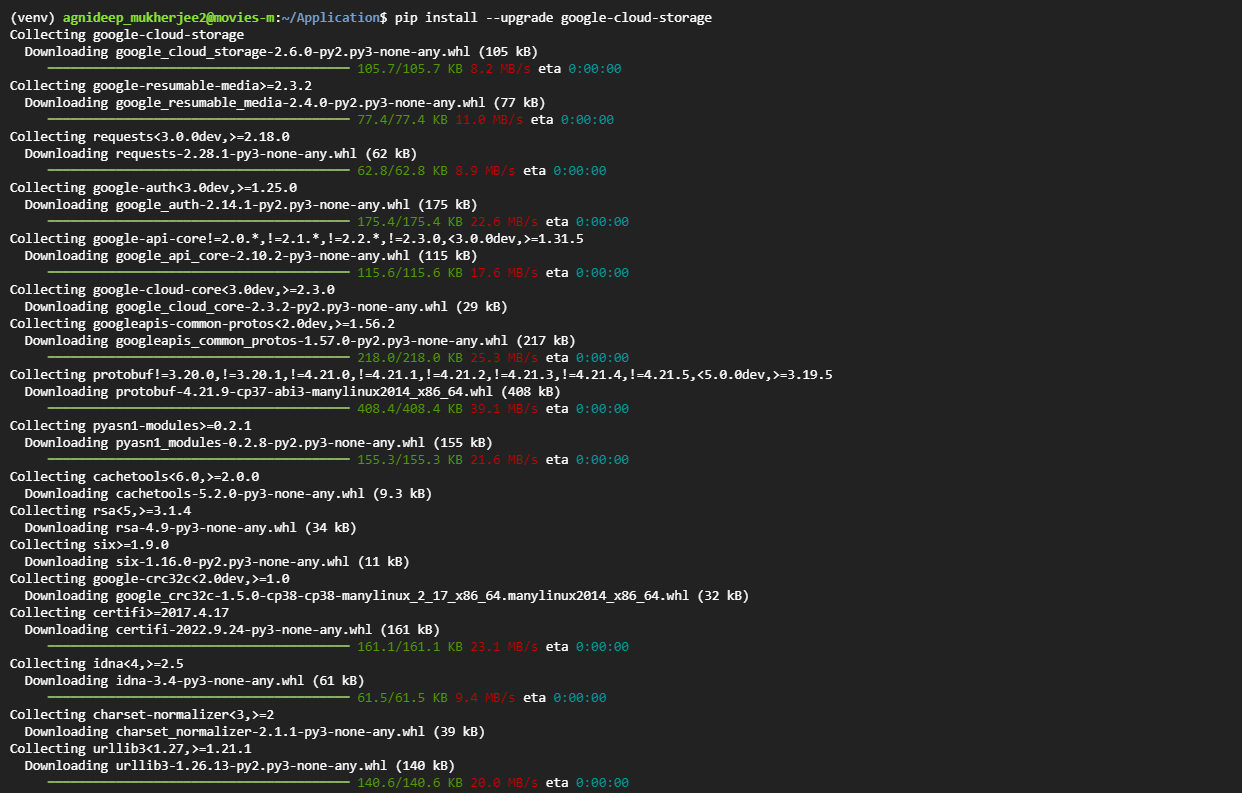 (venv) agnideep_mukherjee2@movies-m:~/Application$ pip install --upgrade google-cloud-storage
Collecting google-cloud-storage
  Downloading google_cloud_storage-2.6.0-py2.py3-none-any.whl (105 kB)
105.7/105.7 KB 8.2 MB/s eta 0:00:00
Collecting google-resumable-media>=2.3.2
  Downloading google_resumable_media-2.4.0-py2.py3-none-any.whl (77 kB)
77.4/77.4 KB 11.0 MB/s eta 0:00:00
Collecting requests<3.0.0dev,>=2.18.0
  Downloading requests-2.28.1-py3-none-any.whl (62 kB)
62.8/62.8 KB 8.9 MB/s eta 0:00:00
Collecting google-auth<3.0dev,>=1.25.0
  Downloading google_auth-2.14.1-py2.py3-none-any.whl (175 kB)
175.4/175.4 KB 22.6 MB/s eta 0:00:00
Collecting google-api-core!=2.0.*,!=2.1.*,!=2.2.*,!=2.3.0,<3.0.0dev,>=1.31.5
  Downloading google_api_core-2.10.2-py3-none-any.whl (115 kB)
115.6/115.6 KB 17.6 MB/s eta 0:00:00
Collecting google-cloud-core<3.0dev,>=2.3.0
  Downloading google_cloud_core-2.3.2-py2.py3-none-any.whl (29 kB)
Collecting googleapis-common-protos<2.0dev,>=1.56.2
  Downloading googleapis_common_protos-1.57.0-py2.py3-none-any.whl (217 kB)
218.0/218.0 KB 25.3 MB/s eta 0:00:00
Collecting protobuf!=3.20.0,!=3.20.1,!=4.21.0,!=4.21.1,!=4.21.2,!=4.21.3,!=4.21.4,!=4.21.5,<5.0.0dev,>=3.19.5
  Downloading protobuf-4.21.9-cp37-abi3-manylinux2014_x86_64.whl (408 kB)
408.4/408.4 KB 39.1 MB/s eta 0:00:00
Collecting pyasn1-modules>=0.2.1
  Downloading pyasn1_modules-0.2.8-py2.py3-none-any.whl (155 kB)
155.3/155.3 KB 21.6 MB/s eta 0:00:00
Collecting cachetools<6.0,>=2.0.0
  Downloading cachetools-5.2.0-py3-none-any.whl (9.3 kB)
Collecting rsa<5,>=3.1.4
  Downloading rsa-4.9-py3-none-any.whl (34 kB)
Collecting six>=1.9.0
  Downloading six-1.16.0-py2.py3-none-any.whl (11 kB)
Collecting google-crc32c<2.0dev,>=1.0
  Downloading google_crc32c-1.5.0-cp38-cp38-manylinux_2_17_x86_64.manylinux2014_x86_64.whl (32 kB)
Collecting certifi>=2017.4.17
  Downloading certifi-2022.9.24-py3-none-any.whl (161 kB)
161.1/161.1 KB 23.1 MB/s eta 0:00:00
Collecting idna<4,>=2.5
  Downloading idna-3.4-py3-none-any.whl (61 kB)
61.5/61.5 KB 9.4 MB/s eta 0:00:00
Collecting charset-normalizer<3,>=2
  Downloading charset_normalizer-2.1.1-py3-none-any.whl (39 kB)
Collecting urllib3<1.27,>=1.21.1
  Downloading urllib3-1.26.13-py2.py3-none-any.whl (140 kB)
140.6/140.6 KB 20.0 MB/s eta 0:00:00